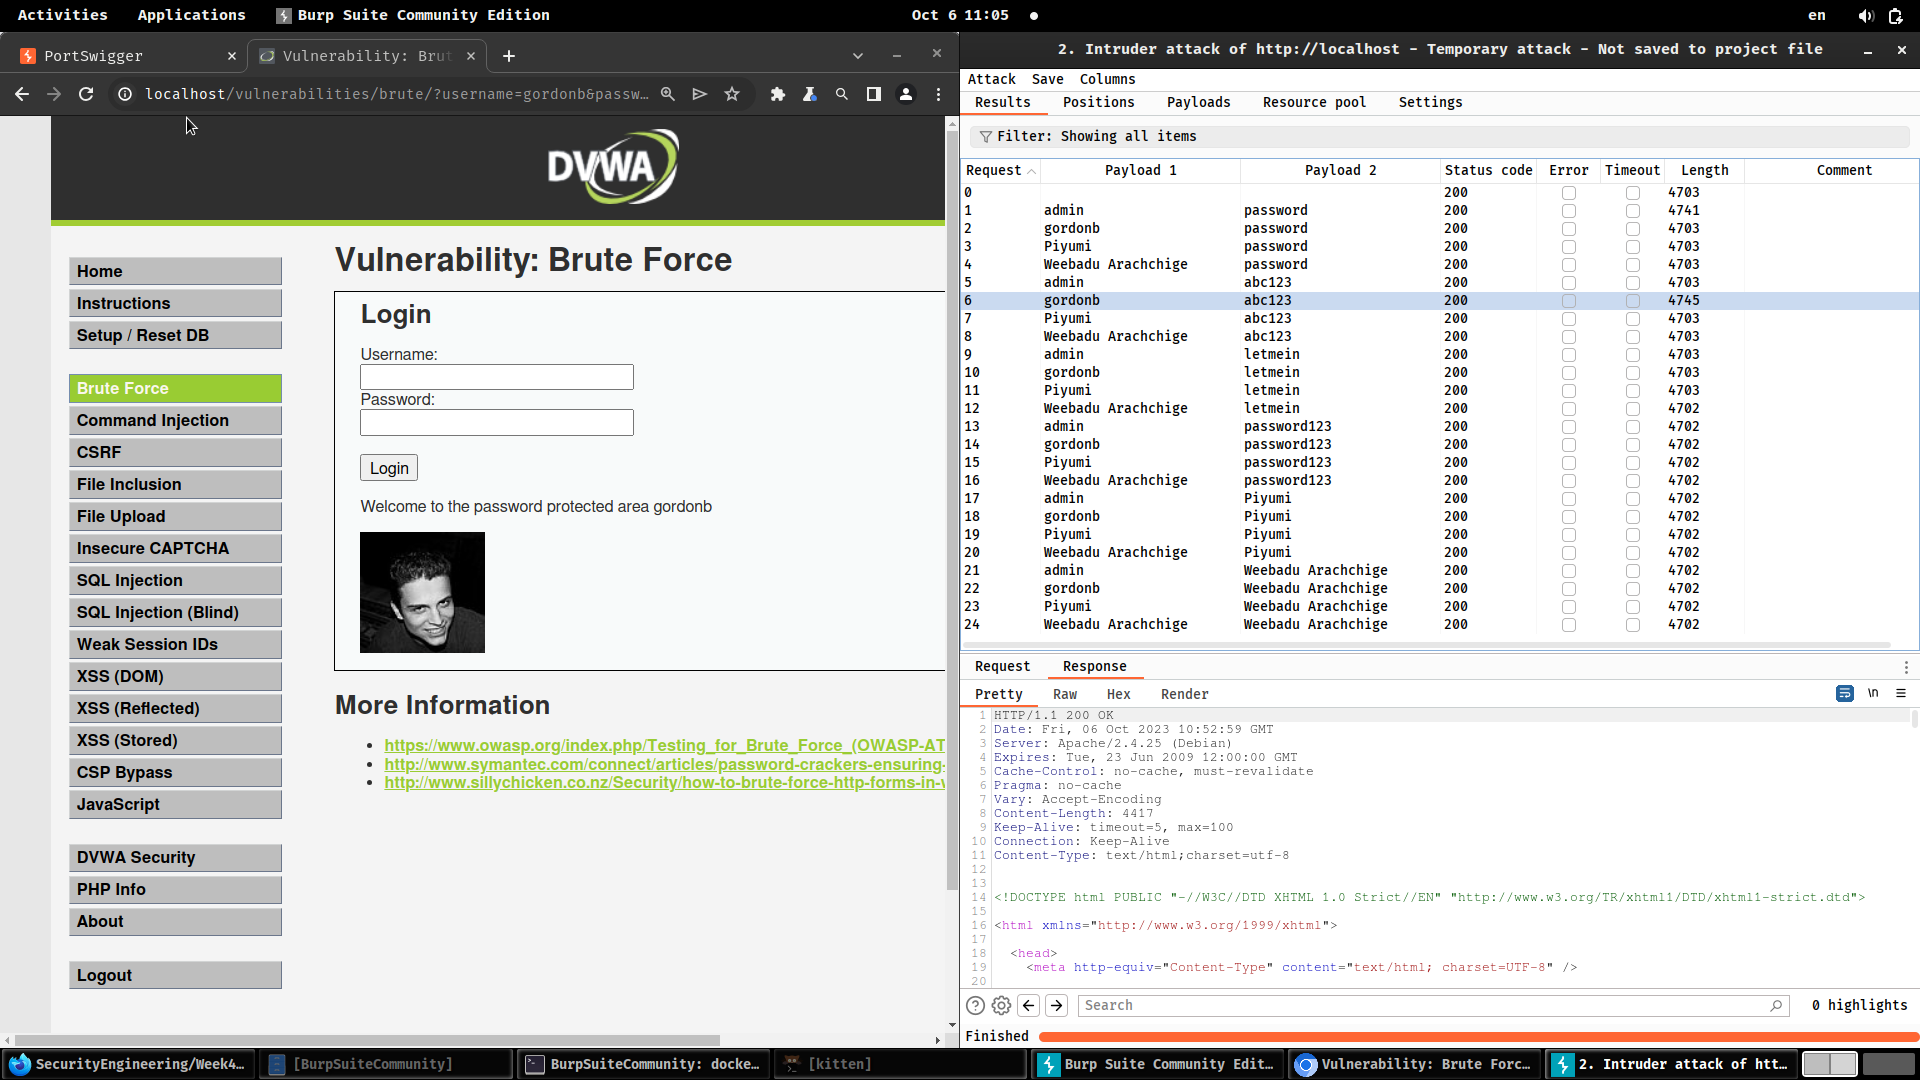 Activities Applications Burp Suite Community Edition Oct 6 11:05 en
PortSwigger Vulnerability: Brut
localhost/vulnerabilities/brute/?username=gordonb&passw…
DVWA
Home
Instructions
Setup / Reset DB
Brute Force
Command Injection
CSRF
File Inclusion
File Upload
Insecure CAPTCHA
SQL Injection
SQL Injection (Blind)
Weak Session IDs
XSS (DOM)
XSS (Reflected)
XSS (Stored)
CSP Bypass
JavaScript
DVWA Security
PHP Info
About
Logout
Vulnerability: Brute Force
Login
Username:
Password:
Login
Welcome to the password protected area gordonb
More Information
https://www.owasp.org/index.php/Testing_for_Brute_Force_(OWASP-AT
http://www.symantec.com/connect/articles/password-crackers-ensuring-
http://www.sillychicken.co.nz/Security/how-to-brute-force-http-forms-in-w
2. Intruder attack of http://localhost - Temporary attack - Not saved to project file
Attack Save Columns
Results Positions Payloads Resource pool Settings
Filter: Showing all items
Request Payload 1 Payload 2 Status code Error Timeout Length Comment
0 200 4703
1 admin password 200 4741
2 gordonb password 200 4703
3 Piyumi password 200 4703
4 Weebadu Arachchige password 200 4703
5 admin abc123 200 4703
6 gordonb abc123 200 4745
7 Piyumi abc123 200 4703
8 Weebadu Arachchige abc123 200 4703
9 admin letmein 200 4703
10 gordonb letmein 200 4703
11 Piyumi letmein 200 4703
12 Weebadu Arachchige letmein 200 4702
13 admin password123 200 4702
14 gordonb password123 200 4702
15 Piyumi password123 200 4702
16 Weebadu Arachchige password123 200 4702
17 admin Piyumi 200 4702
18 gordonb Piyumi 200 4702
19 Piyumi Piyumi 200 4702
20 Weebadu Arachchige Piyumi 200 4702
21 admin Weebadu Arachchige 200 4702
22 gordonb Weebadu Arachchige 200 4702
23 Piyumi Weebadu Arachchige 200 4702
24 Weebadu Arachchige Weebadu Arachchige 200 4702
Request Response
Pretty Raw Hex Render \n
1 HTTP/1.1 200 OK
2 Date: Fri, 06 Oct 2023 10:52:59 GMT
3 Server: Apache/2.4.25 (Debian)
4 Expires: Tue, 23 Jun 2009 12:00:00 GMT
5 Cache-Control: no-cache, must-revalidate
6 Pragma: no-cache
7 Vary: Accept-Encoding
8 Content-Length: 4417
9 Keep-Alive: timeout=5, max=100
10 Connection: Keep-Alive
11 Content-Type: text/html;charset=utf-8
12
13
14 <!DOCTYPE html PUBLIC "-//W3C//DTD XHTML 1.0 Strict//EN" "http://www.w3.org/TR/xhtml1/DTD/xhtml1-strict.dtd">
15
16 <html xmlns="http://www.w3.org/1999/xhtml">
17
18 <head>
19 <meta http-equiv="Content-Type" content="text/html; charset=UTF-8" />
20
Search 0 highlights
Finished
SecurityEngineering/Week4… [BurpSuiteCommunity] BurpSuiteCommunity: docke… [kitten] Burp Suite Community Edit… Vulnerability: Brute Forc… 2. Intruder attack of htt…